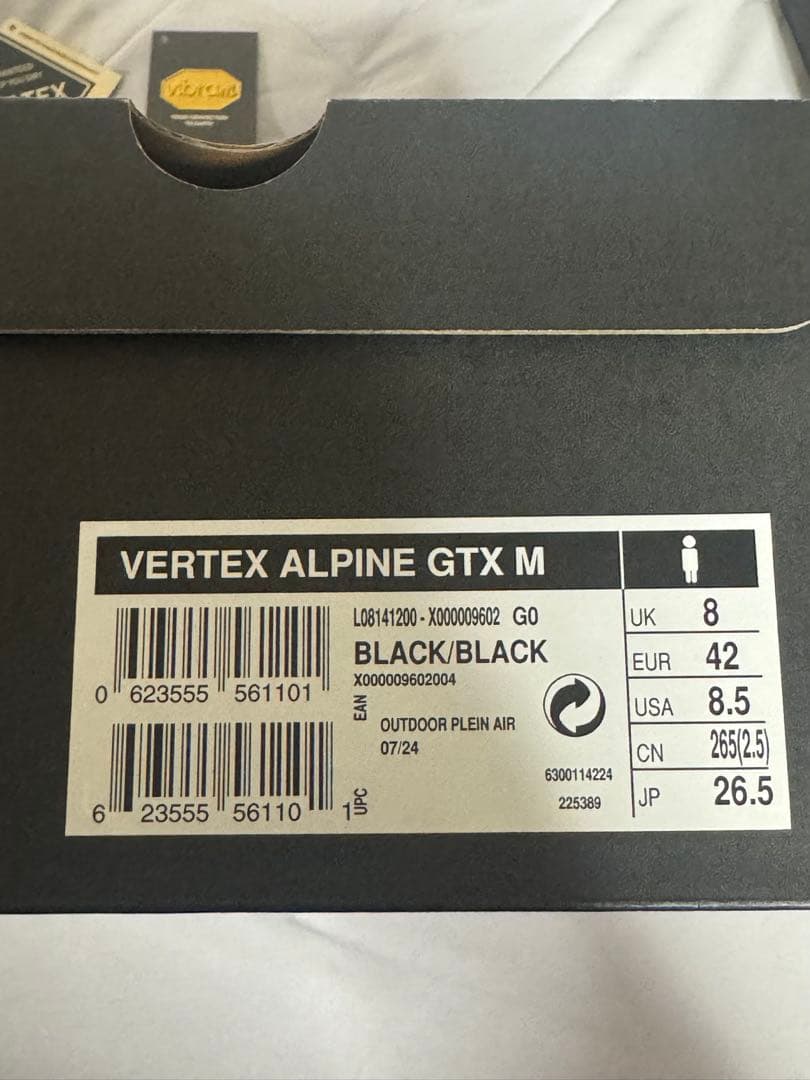 TEX
vibram
VERTEX ALPINE GTX M
L08141200 - X000009602 GO
BLACK/BLACK
X000009602004
0 623555 561101
EAN
OUTDOOR PLEIN AIR
07/24
6300114224
225389
6 23555 56110 1
UPC
UK 8
EUR 42
USA 8.5
CN 265(2.5)
JP 26.5